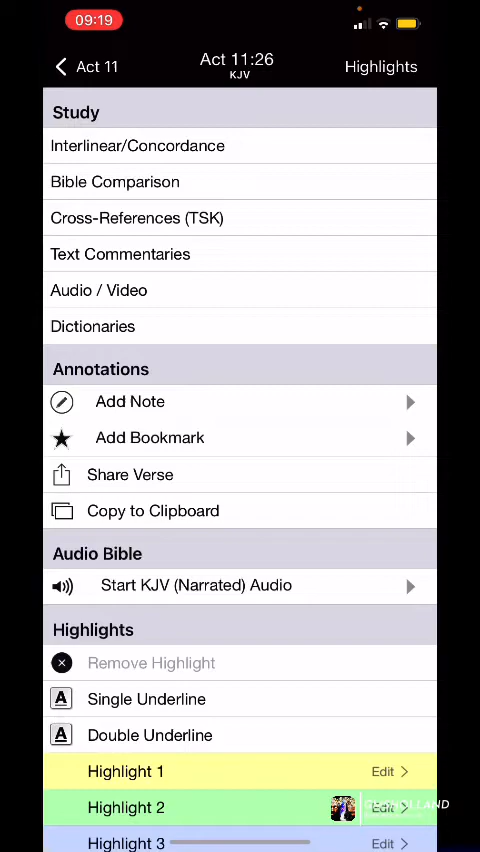 09:19
Act 11
Act 11:26
KJV
Highlights
Study
Interlinear/Concordance
Bible Comparison
Cross-References (TSK)
Text Commentaries
Audio / Video
Dictionaries
Annotations
Add Note
Add Bookmark
Share Verse
Copy to Clipboard
Audio Bible
Start KJV (Narrated) Audio
Highlights
Remove Highlight
A Single Underline
A Double Underline
Highlight 1 Edit
Highlight 2 Edit
Highlight 3 Edit